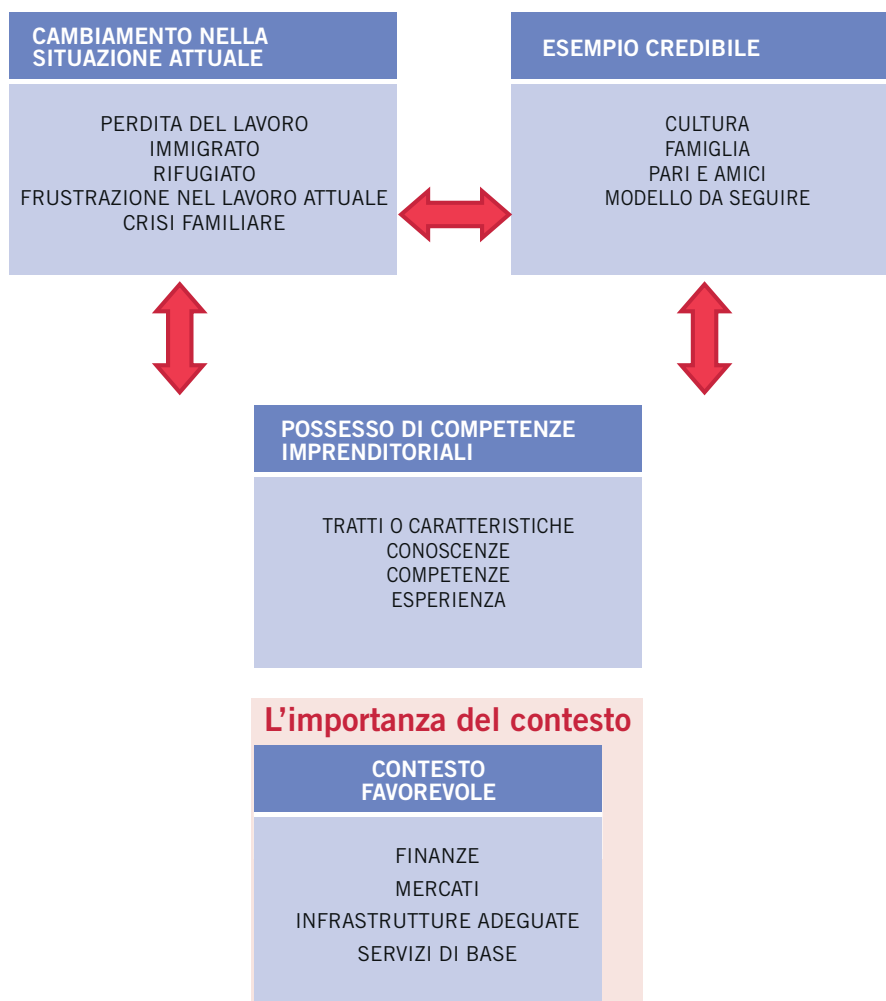 CAMBIAMENTO NELLA
SITUAZIONE ATTUALE
PERDITA DEL LAVORO
IMMIGRATO
RIFUGIATO
FRUSTRAZIONE NEL LAVORO ATTUALE
CRISI FAMILIARE
ESEMPIO CREDIBILE
CULTURA
FAMIGLIA
PARI E AMICI
MODELLO DA SEGUIRE
POSSESSO DI COMPETENZE
IMPRENDITORIALI
TRATTI O CARATTERISTICHE
CONOSCENZE
COMPETENZE
ESPERIENZA
L'importanza del contesto
CONTESTO
FAVOREVOLE
FINANZE
MERCATI
INFRASTRUTTURE ADEGUATE
SERVIZI DI BASE